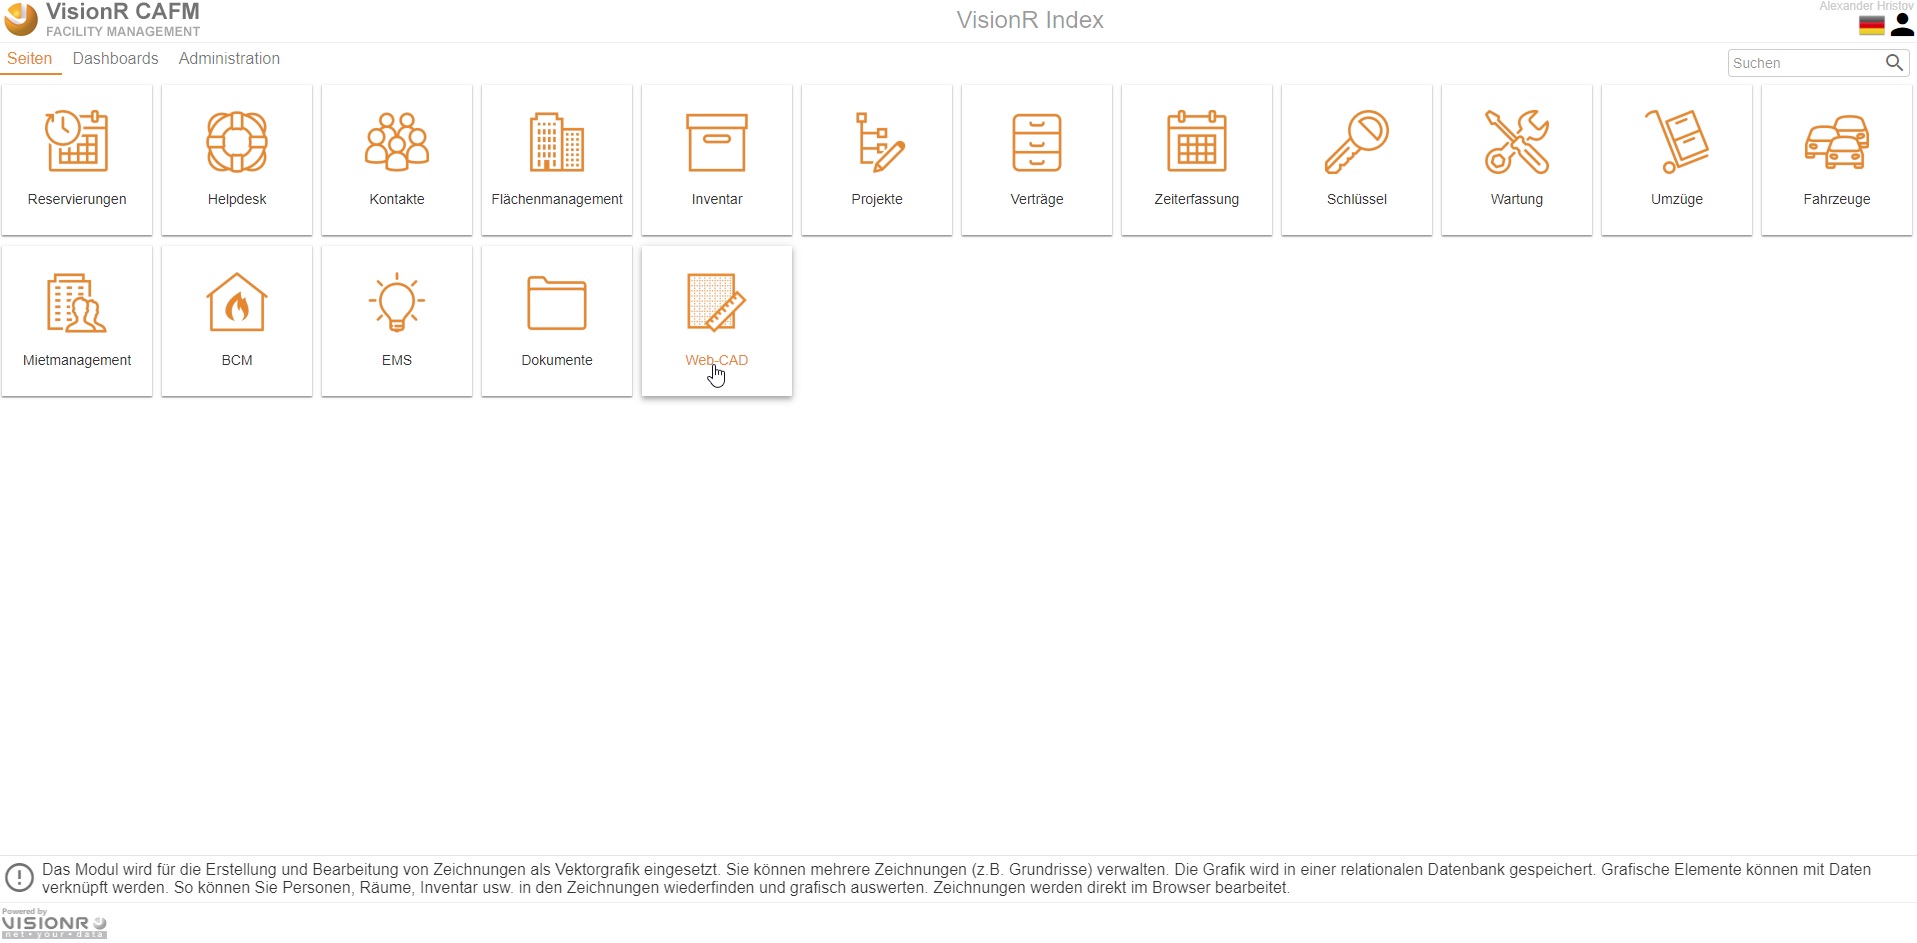 VisionR CAFM
FACILITY MANAGEMENT
VisionR Index
Alexander Hristov
Seiten Dashboards Administration
Suchen
Reservierungen Helpdesk Kontakte Flächenmanagement Inventar Projekte Verträge Zeiterfassung Schlüssel Wartung Umzüge Fahrzeuge
Mietmanagement BCM EMS Dokumente Web-CAD
Das Modul wird für die Erstellung und Bearbeitung von Zeichnungen als Vektorgrafik eingesetzt. Sie können mehrere Zeichnungen (z.B. Grundrisse) verwalten. Die Grafik wird in einer relationalen Datenbank gespeichert. Grafische Elemente können mit Daten
verknüpft werden. So können Sie Personen, Räume, Inventar usw. in den Zeichnungen wiederfinden und grafisch auswerten. Zeichnungen werden direkt im Browser bearbeitet.
Powered by
VISIONR
net • your • data